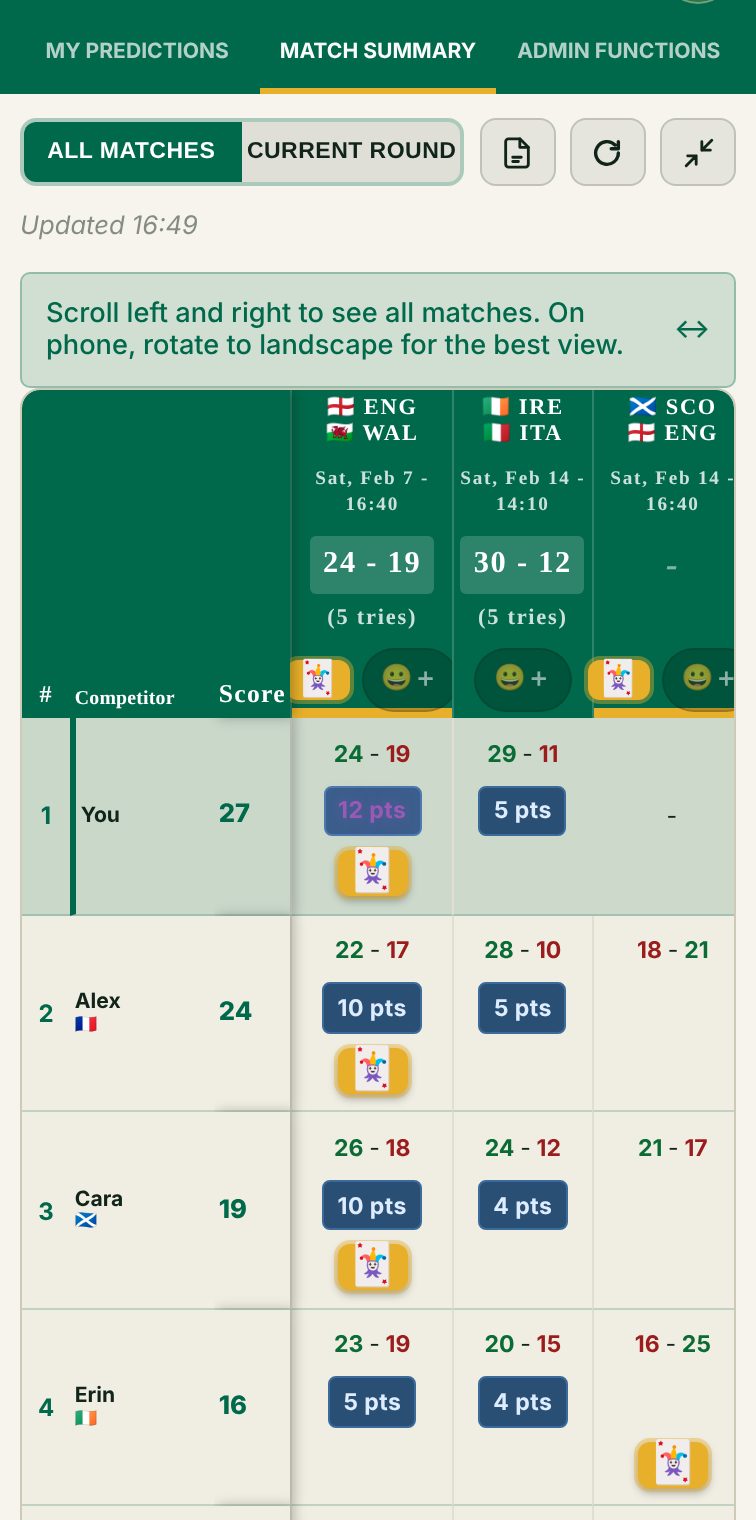 MY PREDICTIONS MATCH SUMMARY ADMIN FUNCTIONS
ALL MATCHES CURRENT ROUND
Updated 16:49
Scroll left and right to see all matches. On
phone, rotate to landscape for the best view.
ENG IRE SCO
WAL ITA ENG
Sat, Feb 7 - Sat, Feb 14 - Sat, Feb 14 -
16:40 14:10 16:40
24 - 19 30 - 12 -
(5 tries) (5 tries)
+ + +
# Competitor Score
24 - 19 29 - 11
1 You 27 12 pts 5 pts -
22 - 17 28 - 10 18 - 21
2 Alex 24 10 pts 5 pts
26 - 18 24 - 12 21 - 17
3 Cara 19 10 pts 4 pts
23 - 19 20 - 15 16 - 25
4 Erin 16 5 pts 4 pts